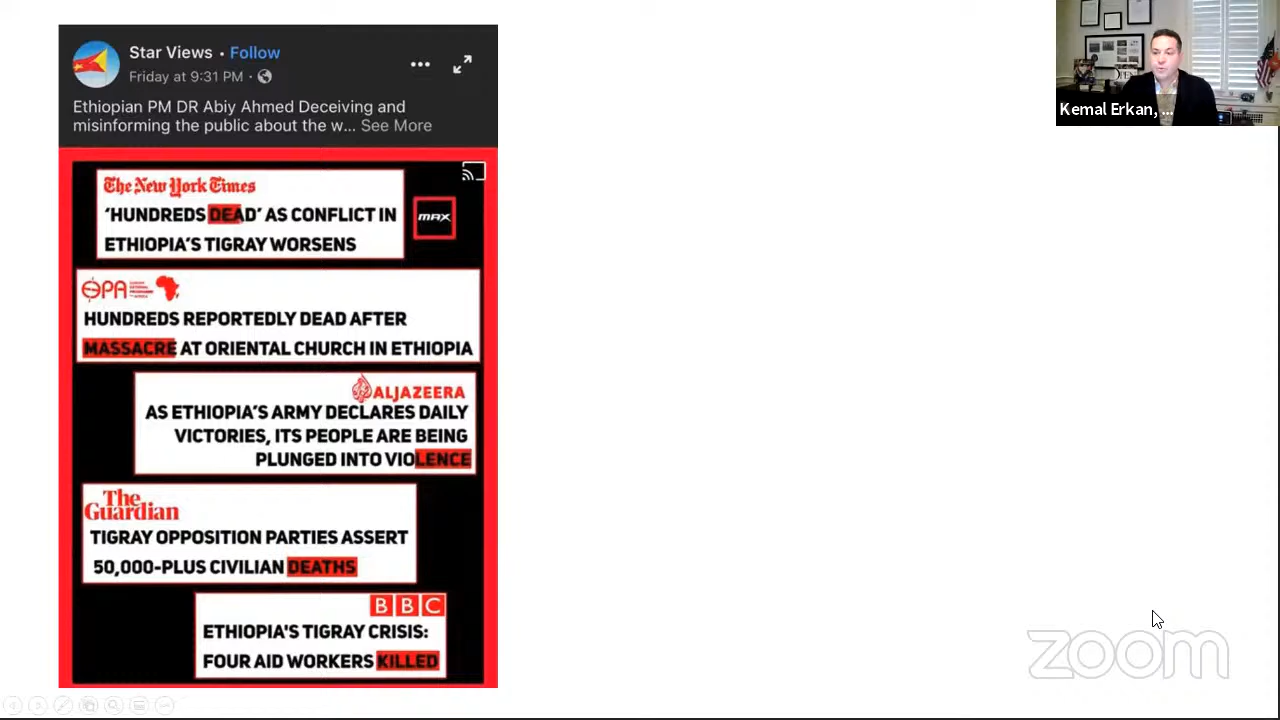 Star Views • Follow
Friday at 9:31 PM •
Ethiopian PM DR Abiy Ahmed Deceiving and
misinforming the public about the w... See More
The New York Times
‘HUNDREDS DEAD’ AS CONFLICT IN
ETHIOPIA’S TIGRAY WORSENS
MAX
EPA
HUNDREDS REPORTEDLY DEAD AFTER
MASSACRE AT ORIENTAL CHURCH IN ETHIOPIA
ALJAZEERA
AS ETHIOPIA’S ARMY DECLARES DAILY
VICTORIES, ITS PEOPLE ARE BEING
PLUNGED INTO VIOLENCE
The
Guardian
TIGRAY OPPOSITION PARTIES ASSERT
50,000-PLUS CIVILIAN DEATHS
BBC
ETHIOPIA'S TIGRAY CRISIS:
FOUR AID WORKERS KILLED
Kemal Erkan, ...
zoom